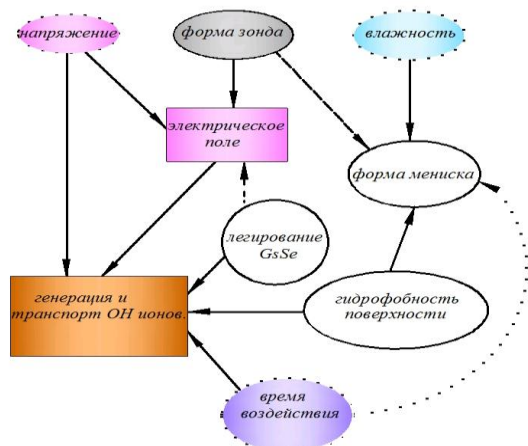 напряжение
форма зонда
влажность
электрическое
поле
форма мениска
легирование
GsSe
генерация и
транспорт ОН ионов.
гидрофобность
поверхности
время
воздействия